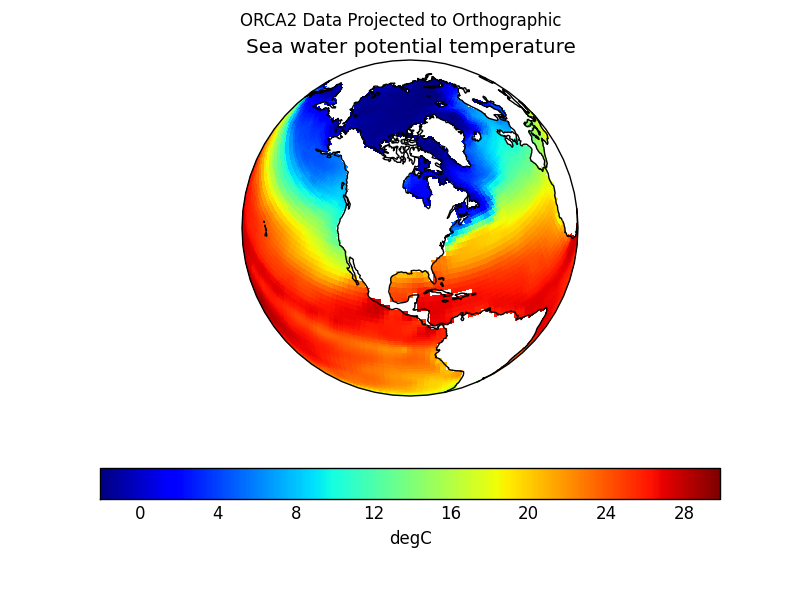 ORCA2 Data Projected to Orthographic
Sea water potential temperature
0 4 8 12 16 20 24 28
degC